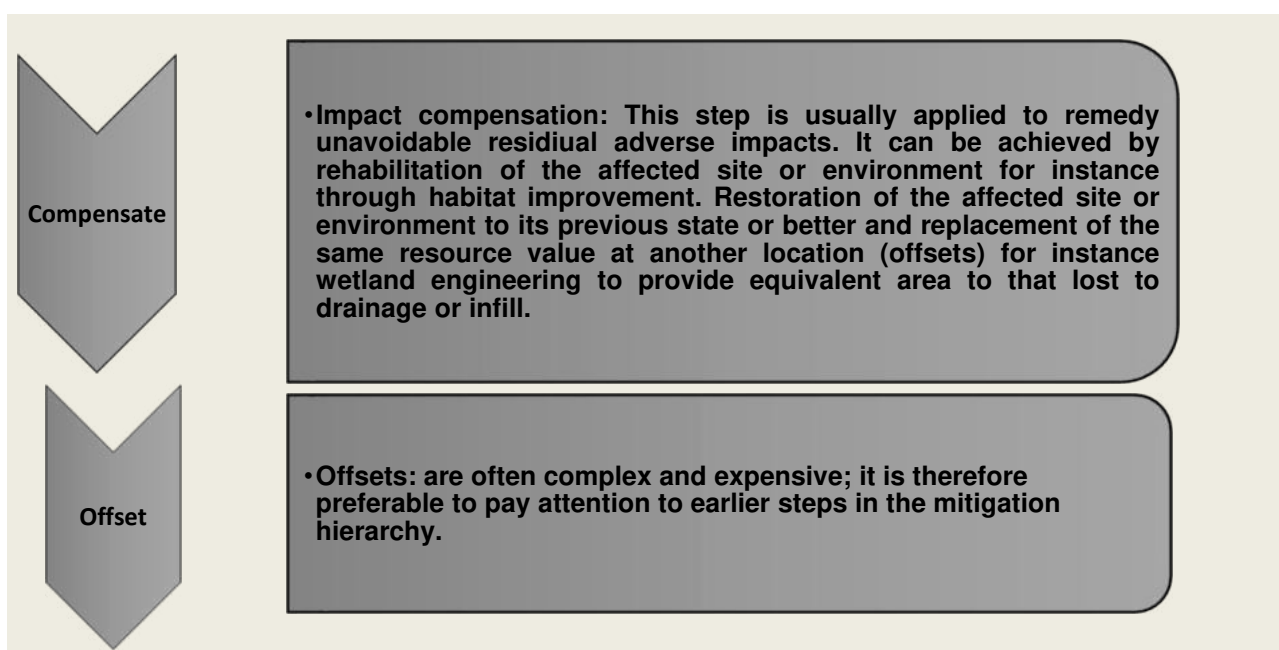 Compensate
•Impact compensation: This step is usually applied to remedy
unavoidable residiual adverse impacts. It can be achieved by
rehabilitation of the affected site or environment for instance
through habitat improvement. Restoration of the affected site or
environment to its previous state or better and replacement of the
same resource value at another location (offsets) for instance
wetland engineering to provide equivalent area to that lost to
drainage or infill.
Offset
•Offsets: are often complex and expensive; it is therefore
preferable to pay attention to earlier steps in the mitigation
hierarchy.